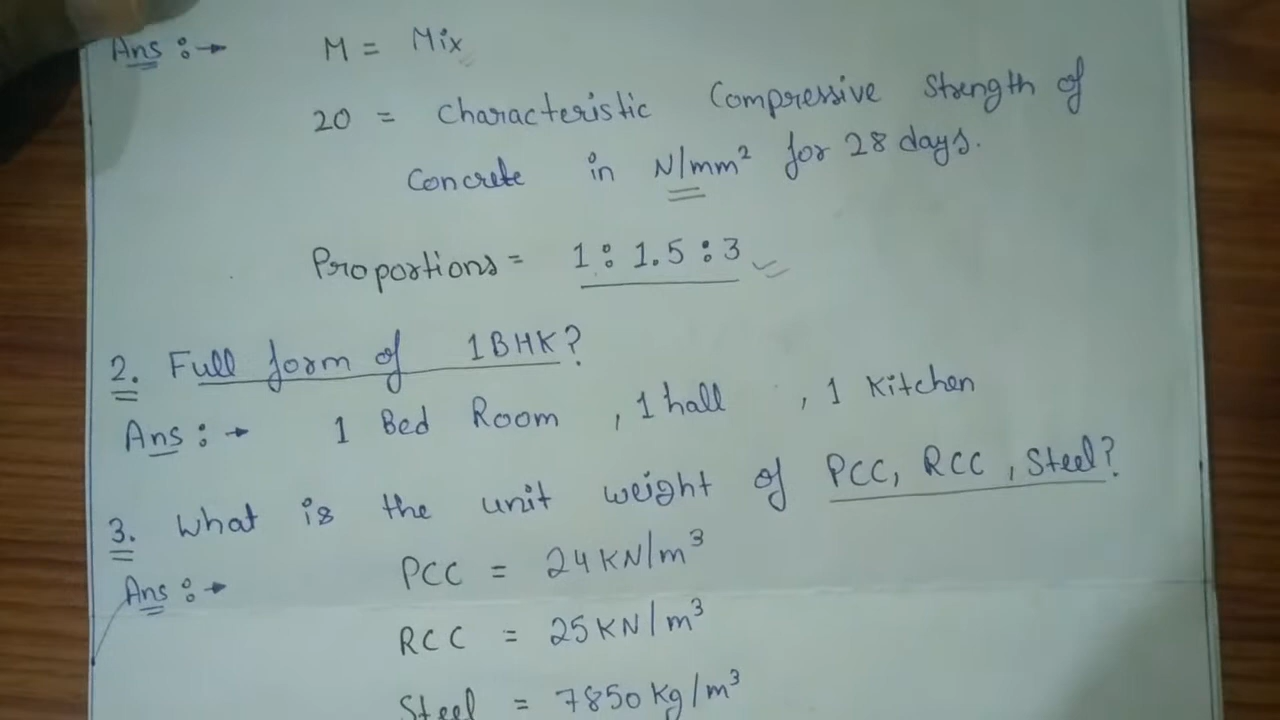 Ans :→ M = Mix
20 = Characteristic Compressive Strength of
Concrete in N/mm² for 28 days.
Proportions = 1 : 1.5 : 3
2. Full form of 1BHK?
Ans :→ 1 Bed Room , 1 hall , 1 Kitchen
3. What is the unit weight of PCC, RCC , Steel?
Ans :→ PCC = 24 KN/m³
RCC = 25 KN/m³
Steel = 7850 kg/m³